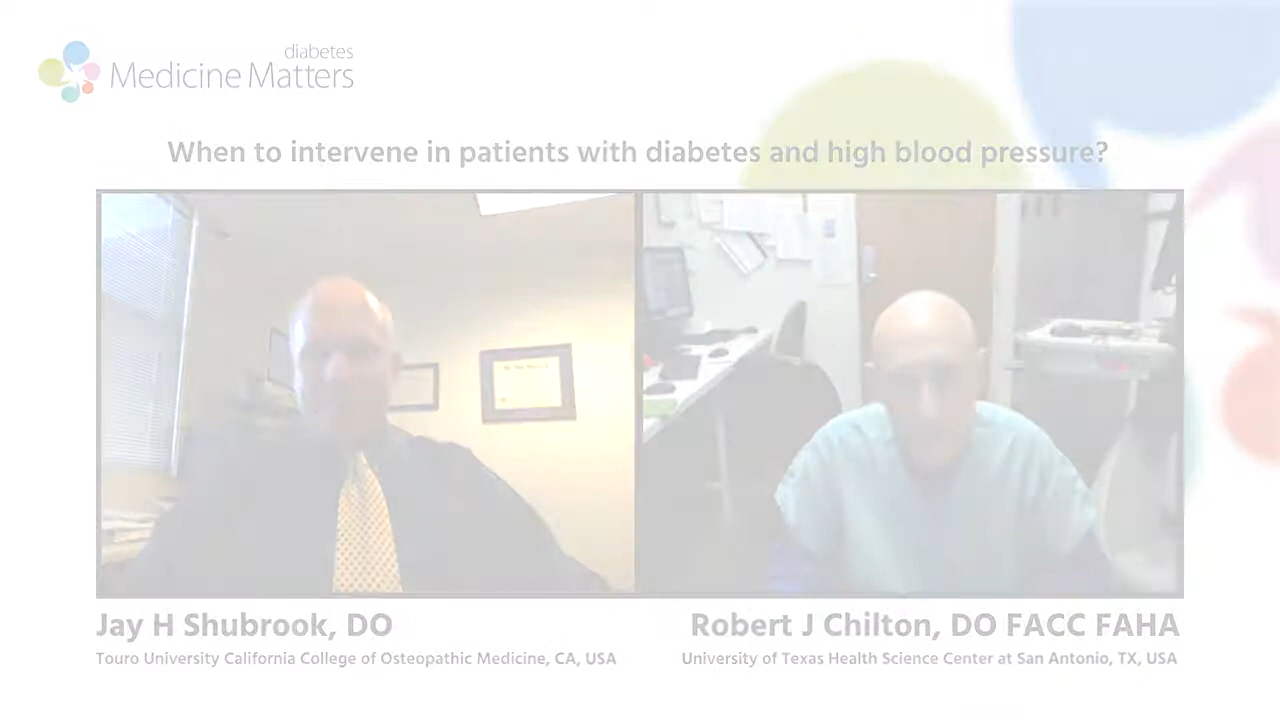 diabetes
Medicine Matters
When to intervene in patients with diabetes and high blood pressure?
Jay H Shubrook, DO
Robert J Chilton, DO FACC FAHA
Touro University California College of Osteopathic Medicine, CA, USA
University of Texas Health Science Center at San Antonio, TX, USA